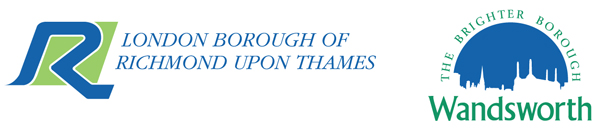 LONDON BOROUGH OF
RICHMOND UPON THAMES
THE BRIGHTER BOROUGH
Wandsworth